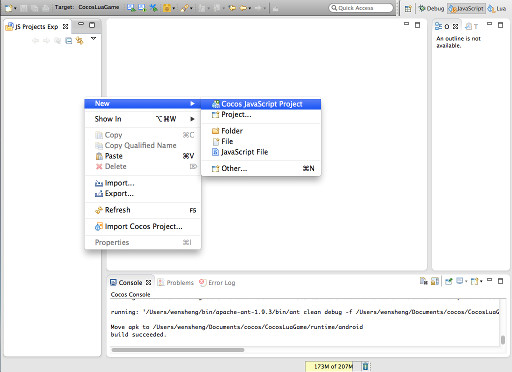 Target: CocosLuaGame
Quick Access
Debug
JavaScript
Lua
JS Projects Exp
O
T
An outline is not
available.
New
Cocos JavaScript Project
Project...
Show In ⌥⌘W
Folder
Copy ⌘C
File
Copy Qualified Name
JavaScript File
Paste ⌘V
Delete ⌦
Other... ⌘N
Import...
Export...
Refresh F5
Import Cocos Project...
Properties ⌘I
Console
Problems
Error Log
Cocos Console
running: '/Users/wensheng/bin/apache-ant-1.9.3/bin/ant clean debug -f /Users/wensheng/Documents/cocos/CocosLuaG
Move apk to /Users/wensheng/Documents/cocos/CocosLuaGame/runtime/android
build succeeded.
173M of 207M